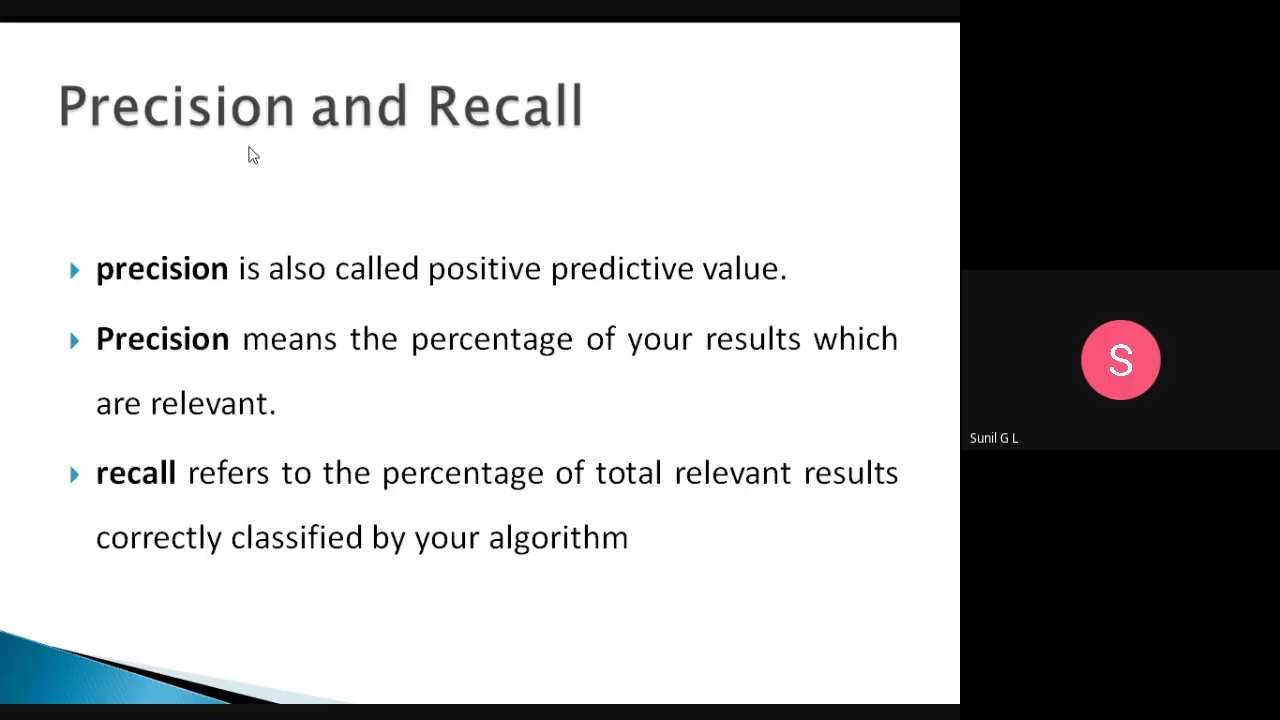 Precision and Recall
precision is also called positive predictive value.
Precision means the percentage of your results which
are relevant.
recall refers to the percentage of total relevant results
correctly classified by your algorithm
S
Sunil G L